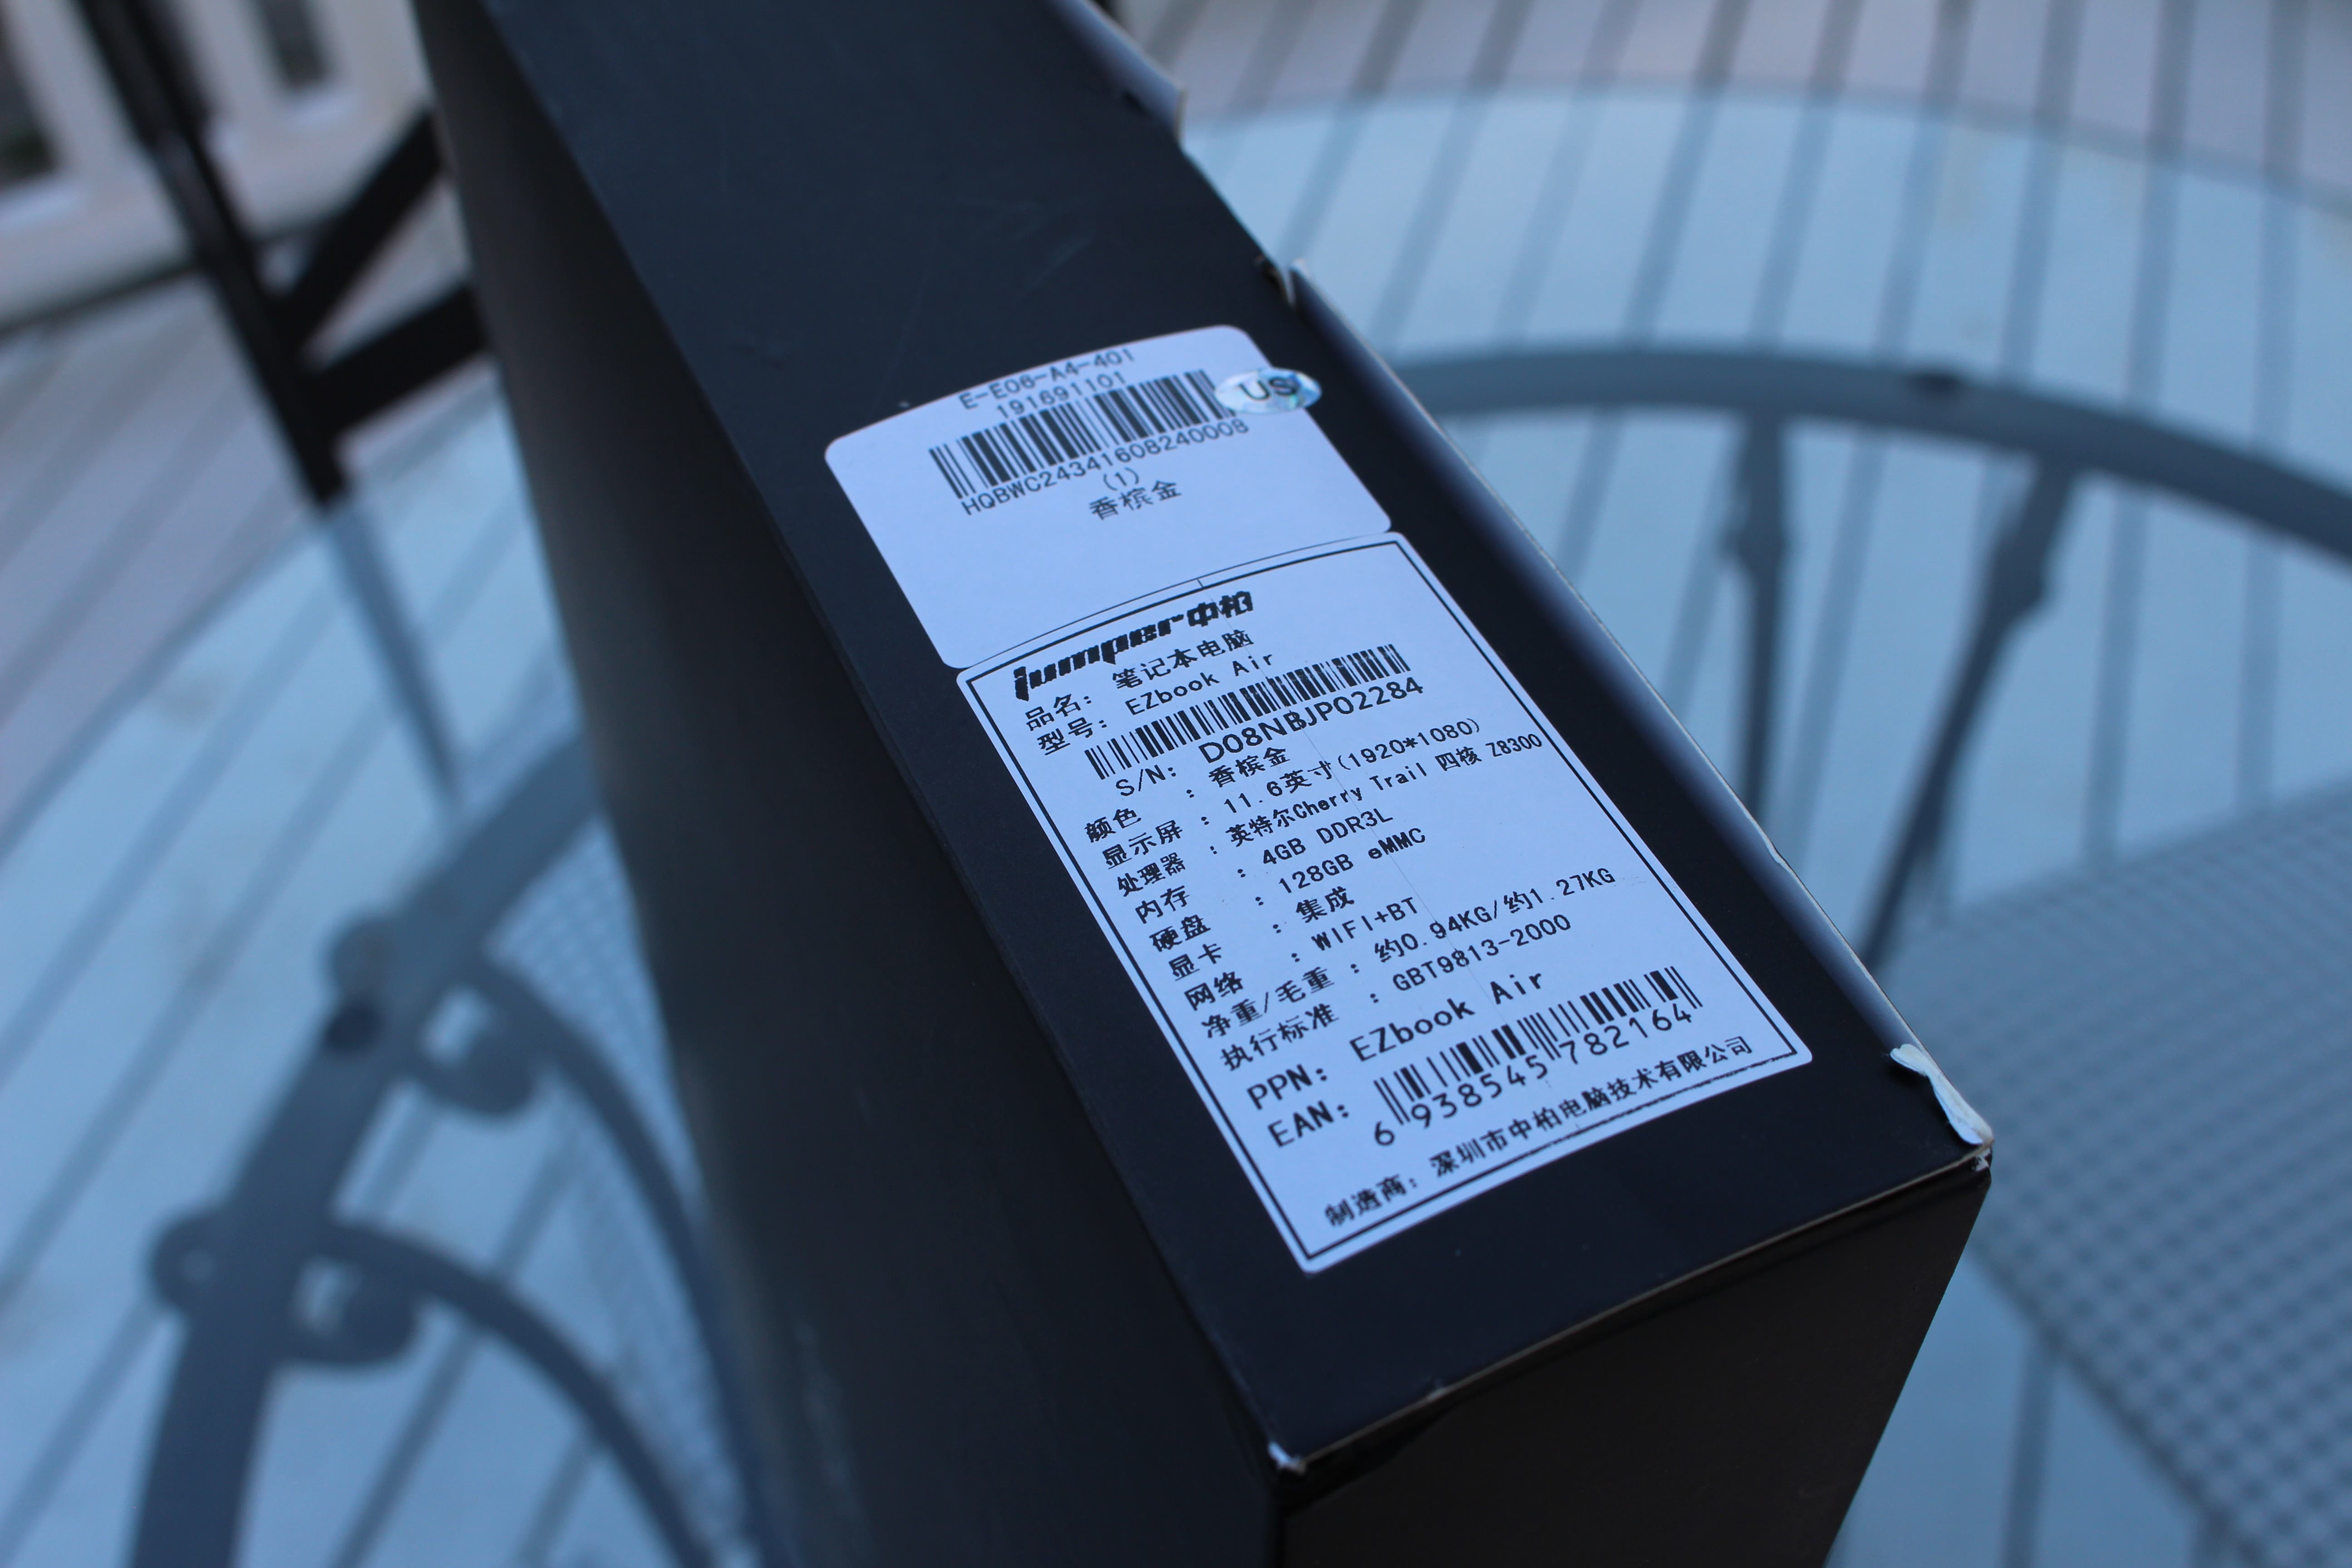 E-E06-A4-401
191691101
US
HQBWC24341608240008
(1)
香槟金
jumper中柏
品名: 笔记本电脑
型号: EZbook Air
S/N: D08NBJP02284
颜色 : 香槟金
显示屏 : 11.6英寸(1920*1080)
处理器 : 英特尔Cherry Trail 四核 Z8300
内存 : 4GB DDR3L
硬盘 : 128GB eMMC
显卡 : 集成
网络 : WIFI+BT
净重/毛重 : 约0.94KG/约1.27KG
执行标准 : GBT9813-2000
PPN: EZbook Air
EAN: 6 938545 782164
制造商: 深圳市中柏电脑技术有限公司